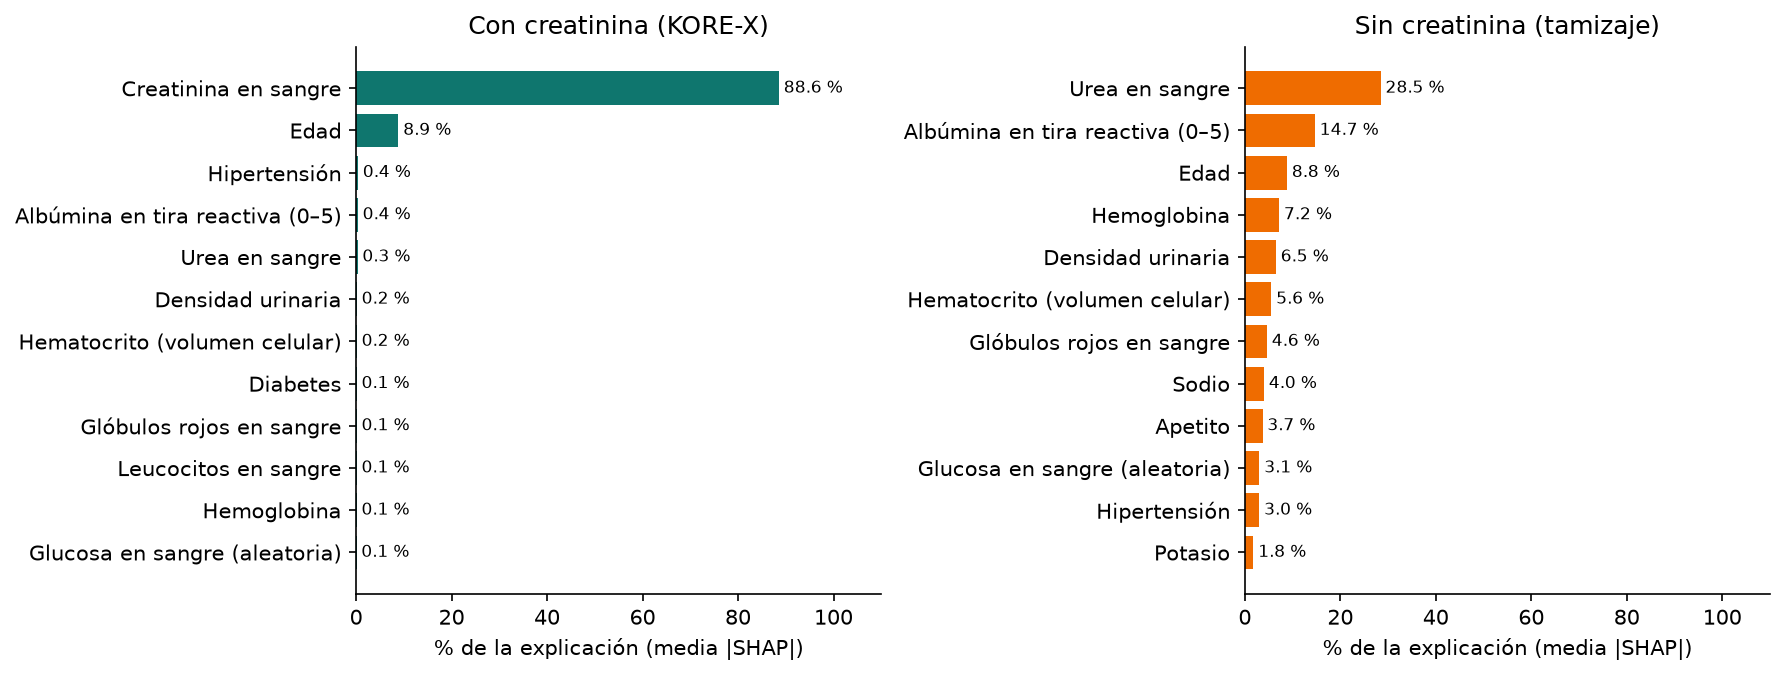 Con creatinina (KORE-X)
Creatinina en sangre 88.6 %
Edad 8.9 %
Hipertensión 0.4 %
Albúmina en tira reactiva (0–5) 0.4 %
Urea en sangre 0.3 %
Densidad urinaria 0.2 %
Hematocrito (volumen celular) 0.2 %
Diabetes 0.1 %
Glóbulos rojos en sangre 0.1 %
Leucocitos en sangre 0.1 %
Hemoglobina 0.1 %
Glucosa en sangre (aleatoria) 0.1 %
0 20 40 60 80 100
% de la explicación (media |SHAP|)
Sin creatinina (tamizaje)
Urea en sangre 28.5 %
Albúmina en tira reactiva (0–5) 14.7 %
Edad 8.8 %
Hemoglobina 7.2 %
Densidad urinaria 6.5 %
Hematocrito (volumen celular) 5.6 %
Glóbulos rojos en sangre 4.6 %
Sodio 4.0 %
Apetito 3.7 %
Glucosa en sangre (aleatoria) 3.1 %
Hipertensión 3.0 %
Potasio 1.8 %
0 20 40 60 80 100
% de la explicación (media |SHAP|)